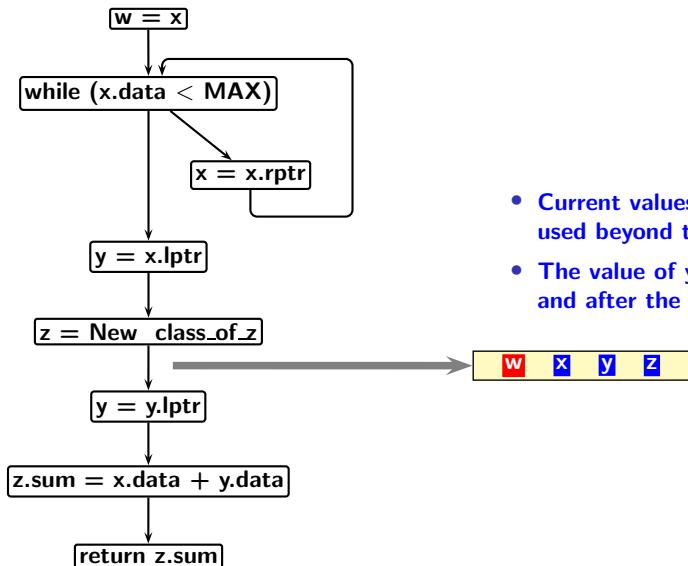 w = x
while (x.data < MAX)
x = x.rptr
y = x.lptr
z = New class_of_z
y = y.lptr
z.sum = x.data + y.data
return z.sum
• Current values
used beyond
• The value of y
and after the
w x y z